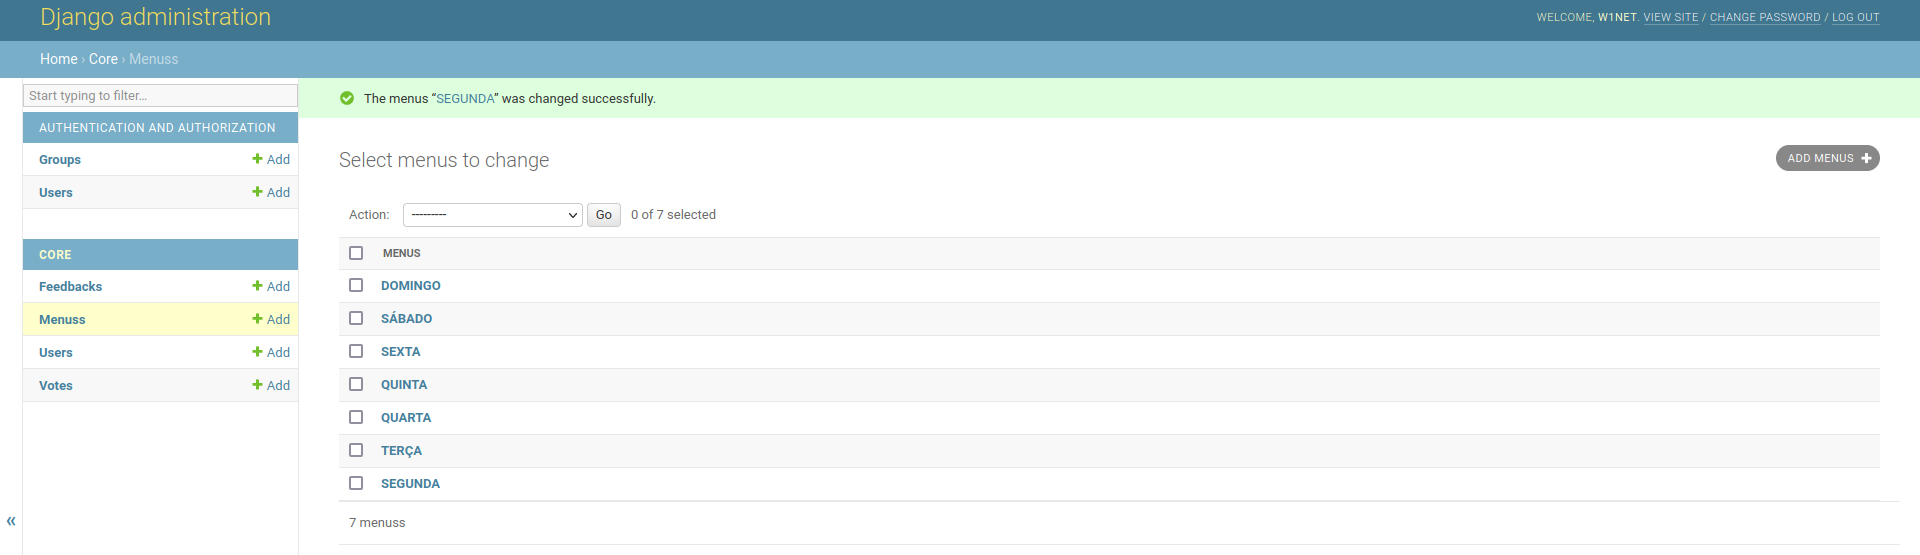 Django administration
WELCOME, W1NET. VIEW SITE / CHANGE PASSWORD / LOG OUT
Home › Core › Menuss
Start typing to filter...
AUTHENTICATION AND AUTHORIZATION
Groups Add
Users Add
CORE
Feedbacks Add
Menuss Add
Users Add
Votes Add
«
The menus “SEGUNDA” was changed successfully.
Select menus to change
ADD MENUS
Action: --------- Go 0 of 7 selected
MENUS
DOMINGO
SÁBADO
SEXTA
QUINTA
QUARTA
TERÇA
SEGUNDA
7 menuss